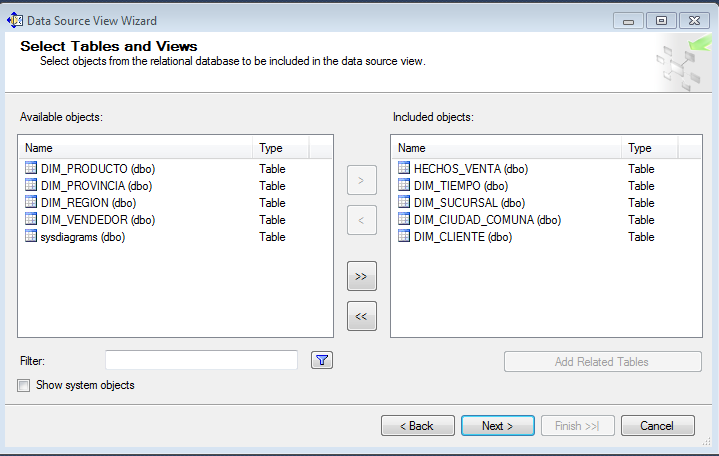 Data Source View Wizard
Select Tables and Views
Select objects from the relational database to be included in the data source view.
Available objects:
Name Type
DIM_PRODUCTO (dbo) Table
DIM_PROVINCIA (dbo) Table
DIM_REGION (dbo) Table
DIM_VENDEDOR (dbo) Table
sysdiagrams (dbo) Table
>
<
>>
<<
Included objects:
Name Type
HECHOS_VENTA (dbo) Table
DIM_TIEMPO (dbo) Table
DIM_SUCURSAL (dbo) Table
DIM_CIUDAD_COMUNA (dbo) Table
DIM_CLIENTE (dbo) Table
Filter:
Add Related Tables
Show system objects
< Back Next > Finish >>| Cancel